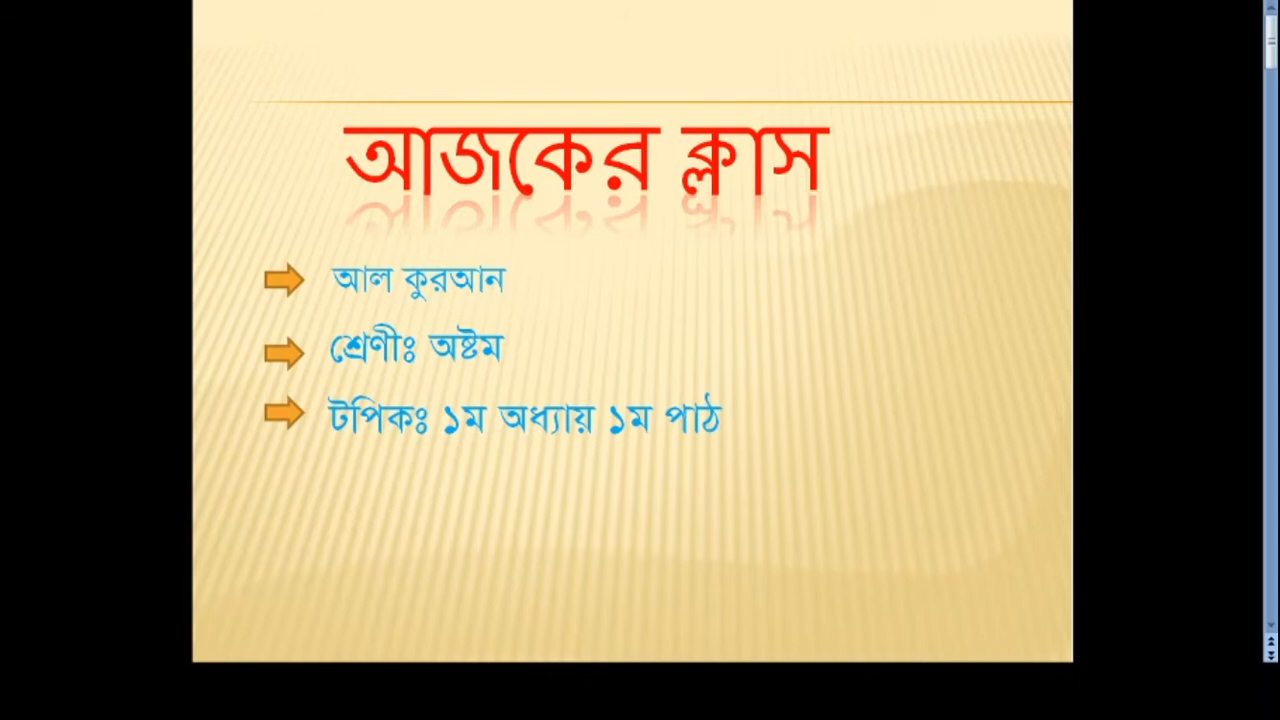 আজকের ক্লাস
আল কুরআন
শ্রেণীঃ অষ্টম
টপিকঃ ১ম অধ্যায় ১ম পাঠ